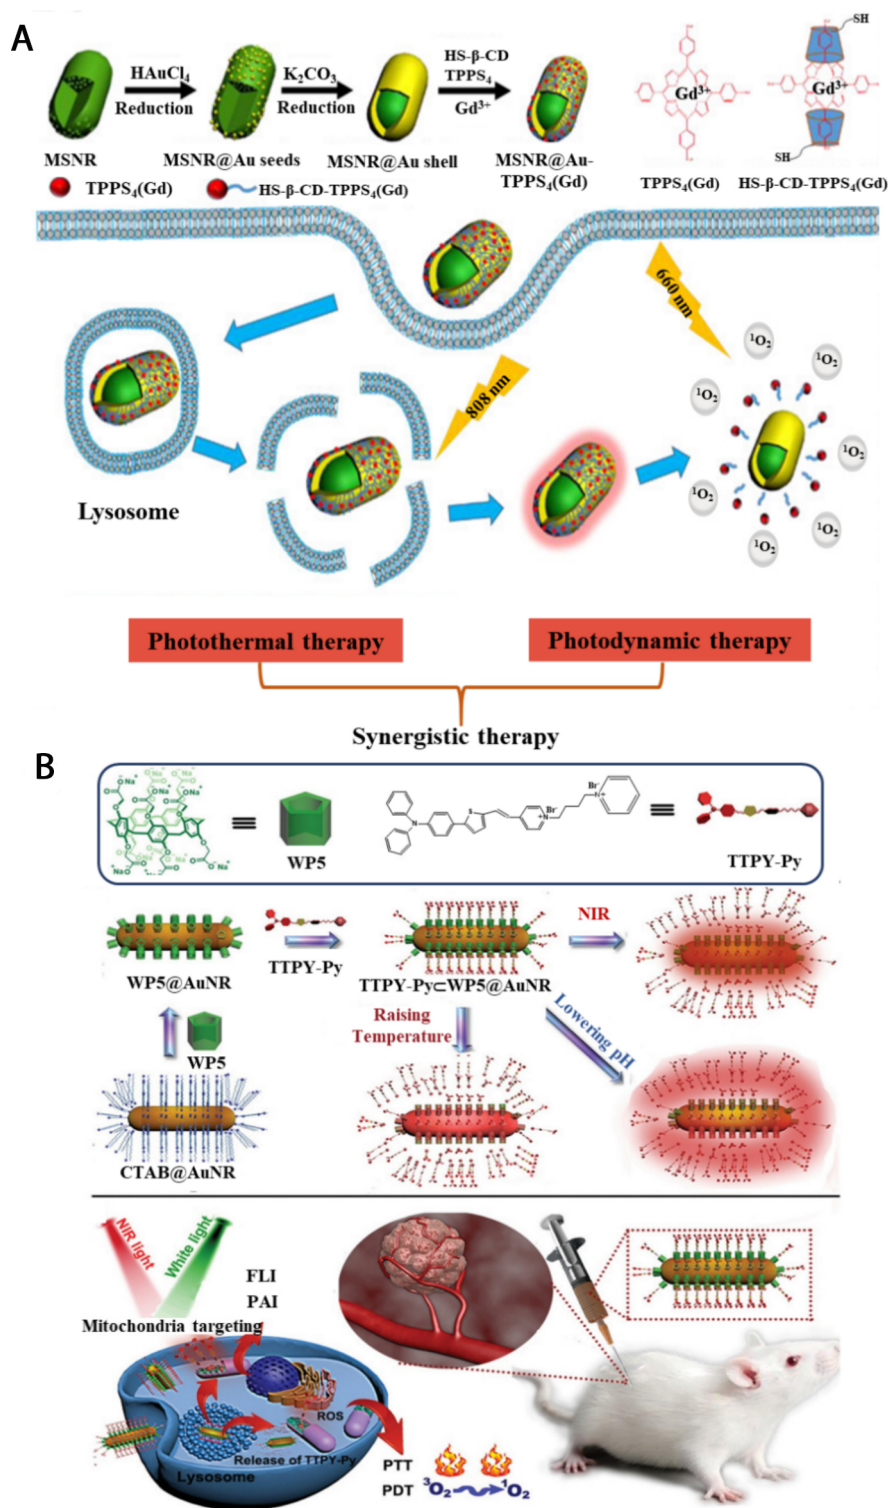 A
HAuCl₄
Reduction
K₂CO₃
Reduction
HS-β-CD
TPPS₄
Gd³⁺
Gd³⁺
Gd³⁺
SH
SH
MSNR
MSNR@Au seeds
MSNR@Au shell
MSNR@Au-
TPPS₄(Gd)
TPPS₄(Gd)
HS-β-CD-TPPS₄(Gd)
TPPS₄(Gd)
HS-β-CD-TPPS₄(Gd)
660 nm
808 nm
¹O₂
¹O₂
¹O₂
¹O₂
¹O₂
¹O₂
¹O₂
Lysosome
Photothermal therapy
Photodynamic therapy
Synergistic therapy
B
WP5
Br⁻
Br⁻
TTPY-Py
WP5@AuNR
TTPY-Py
TTPY-Py⊂WP5@AuNR
NIR
WP5
Raising
Temperature
Lowering pH
CTAB@AuNR
NIR light
White light
FLI
PAI
Mitochondria targeting
ROS
Release of TTPY-Py
Lysosome
PTT
PDT
³O₂
¹O₂